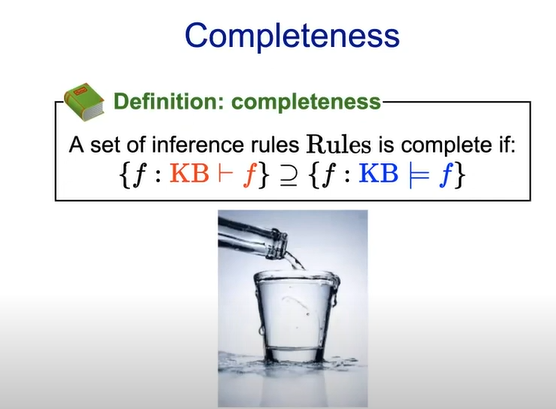 Completeness
Definition: completeness
A set of inference rules Rules is complete if:
{f : KB ⊢ f} ⊇ {f : KB ⊨ f}